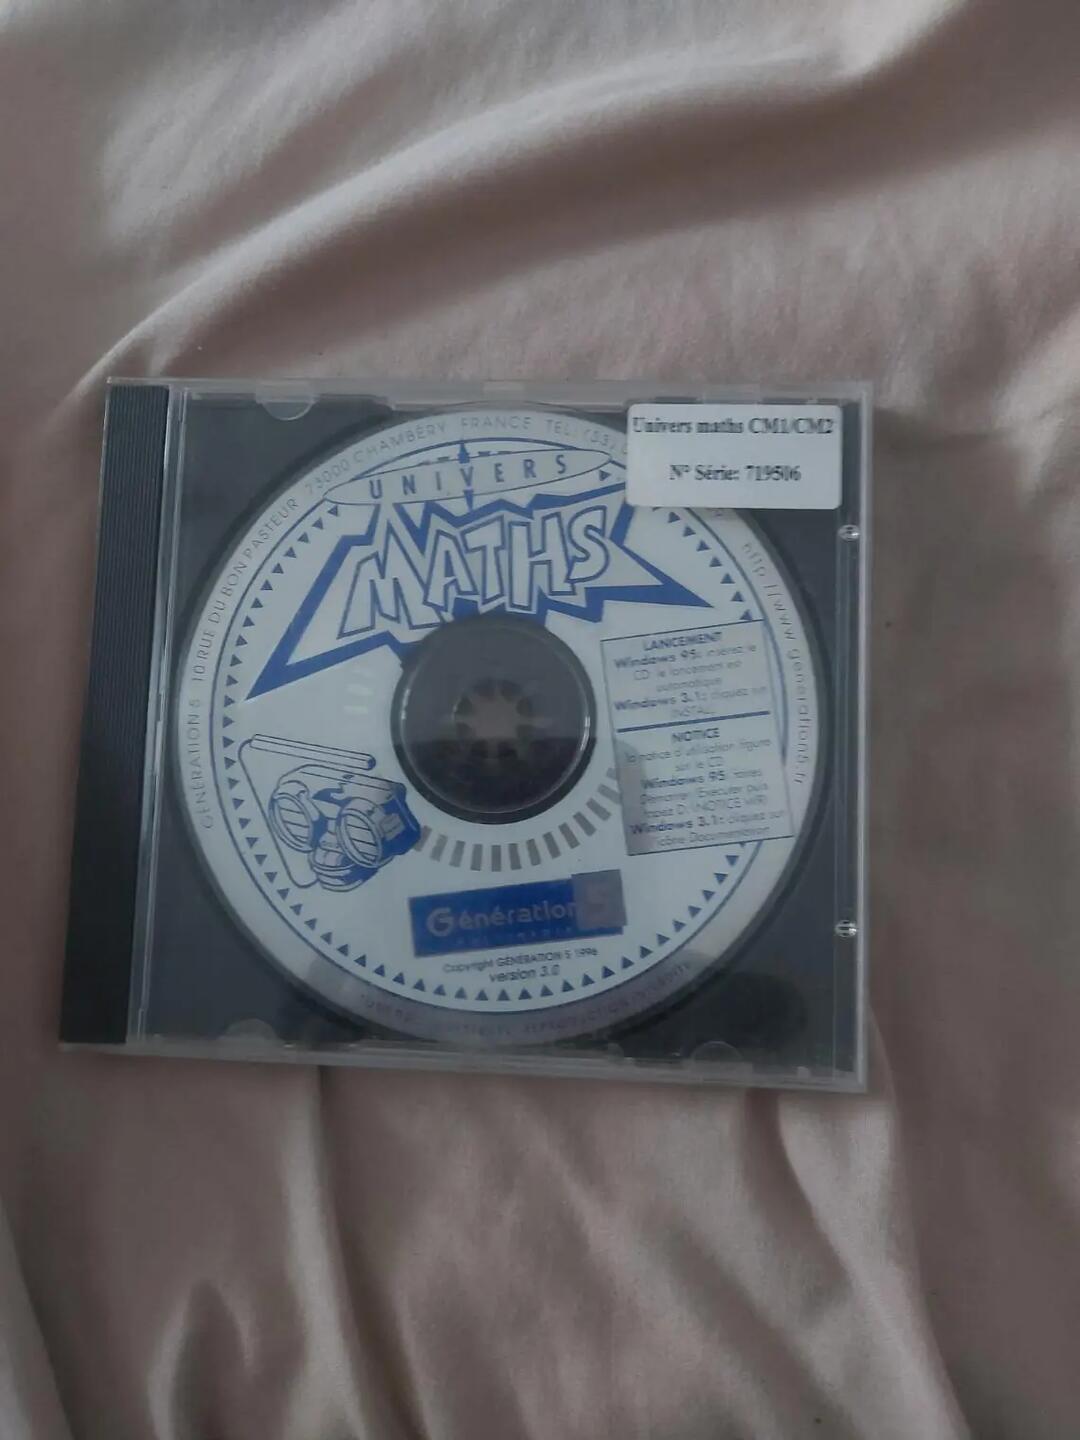 Univers maths CM1/CM2
N° Série: 719506
GÉNÉRATION 5 10 RUE DU BON PASTEUR 73000 CHAMBÉRY FRANCE TEL: (33)
http://www.generation5.fr
UNIVERS
MATHS
LANCEMENT
Windows 95: insérez le
CD le lancement est
automatique
Windows 3.1: cliquez sur
INSTALL
NOTICE
la notice d'utilisation figure
sur le CD
Windows 95: faites
Démarrer/Exécuter puis
tapez D:\NOTICE.WRI
Windows 3.1: cliquez sur
l'icône Documentation
Génération 5
Copyright GÉNÉRATION 5 1996
version 3.0
REPRODUCTION INTERDITE